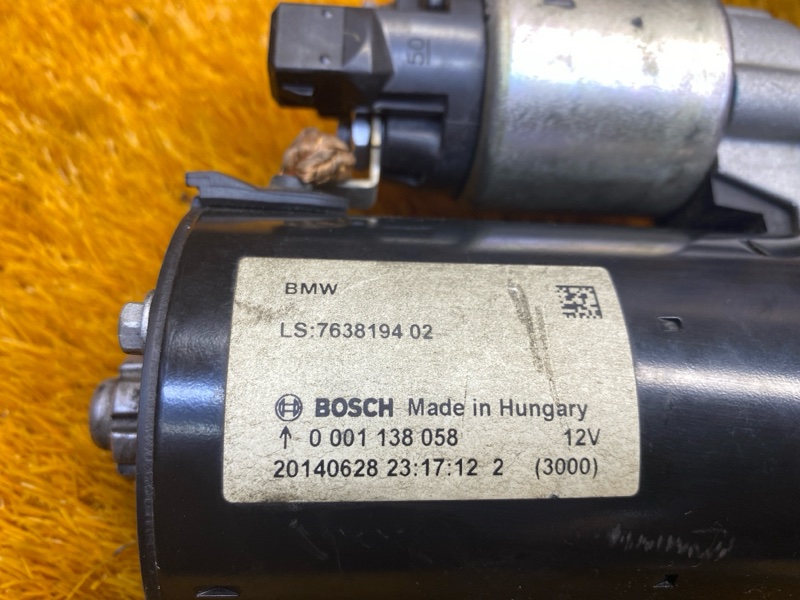 50
BMW
LS:7638194 02
BOSCH Made in Hungary
↑ 0 001 138 058 12V
20140628 23:17:12 2 (3000)